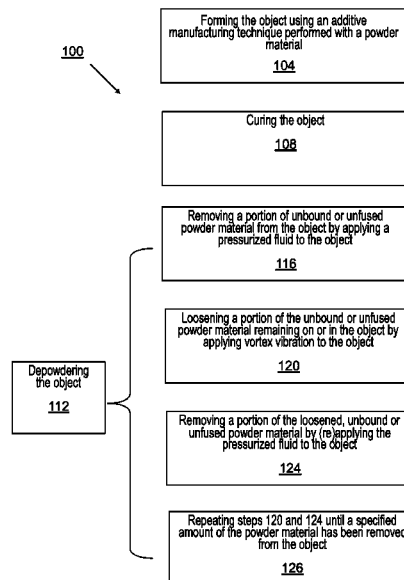 100
Forming the object using an additive
manufacturing technique performed with a powder
material
104
Curing the object
108
Depowdering
the object
112
Removing a portion of unbound or unfused
powder material from the object by applying a
pressurized fluid to the object
116
Loosening a portion of the unbound or unfused
powder material remaining on or in the object by
applying vortex vibration to the object
120
Removing a portion of the loosened, unbound or
unfused powder material by (re)applying the
pressurized fluid to the object
124
Repeating steps 120 and 124 until a specified
amount of the powder material has been removed
from the object
126